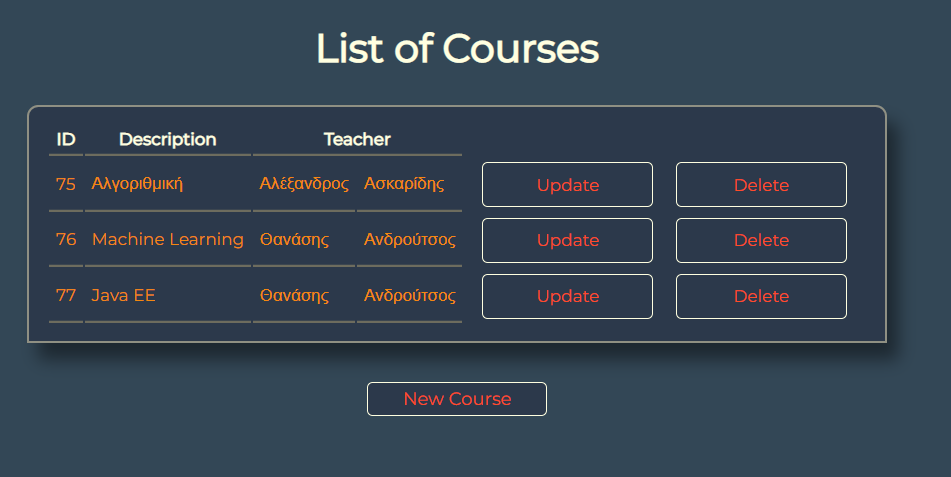 List of Courses
ID Description Teacher
75 Αλγοριθμική Αλέξανδρος Ασκαρίδης Update Delete
76 Machine Learning Θανάσης Ανδρούτσος Update Delete
77 Java EE Θανάσης Ανδρούτσος Update Delete
New Course